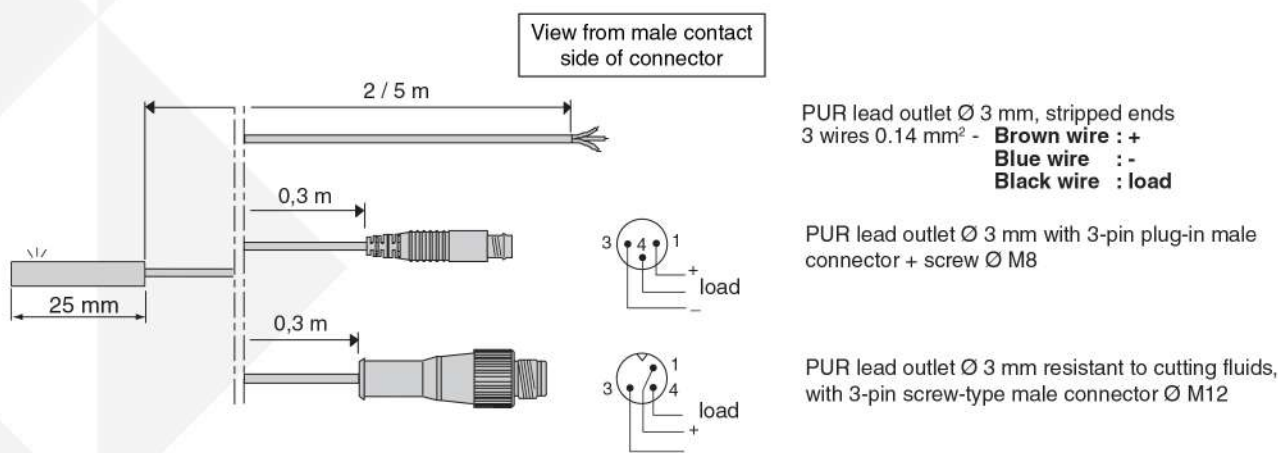 View from male contact
side of connector
2 / 5 m
PUR lead outlet Ø 3 mm, stripped ends
3 wires 0.14 mm² - Brown wire : +
Blue wire : -
Black wire : load
0,3 m
3 4 1
+
load
–
PUR lead outlet Ø 3 mm with 3-pin plug-in male
connector + screw Ø M8
25 mm
0,3 m
1
3 4
load
+
PUR lead outlet Ø 3 mm resistant to cutting fluids,
with 3-pin screw-type male connector Ø M12